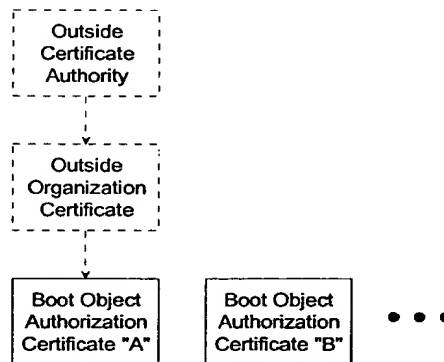 Outside
Certificate
Authority
Outside
Organization
Certificate
Boot Object
Authorization
Certificate "A"
Boot Object
Authorization
Certificate "B"